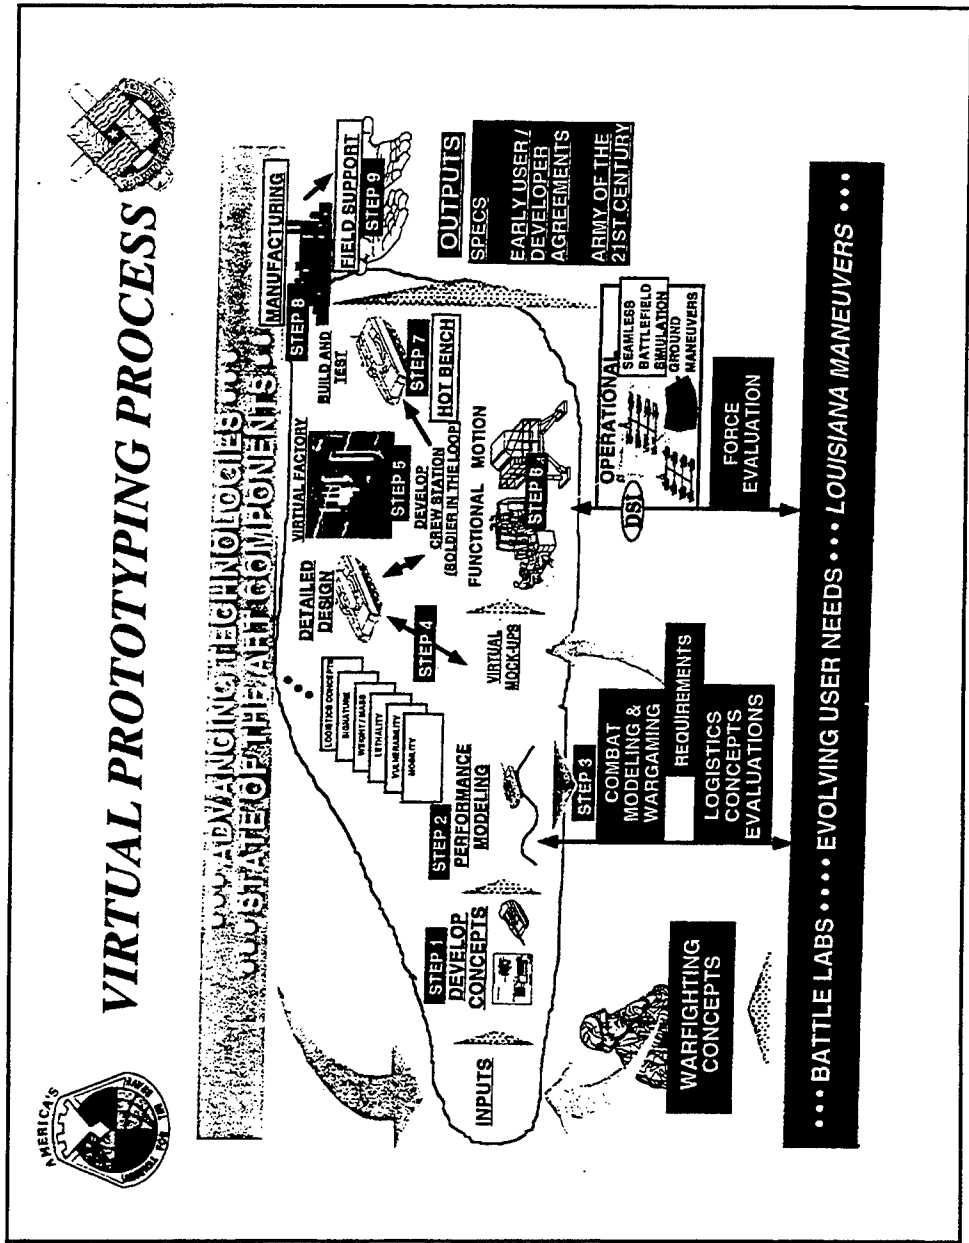 VIRTUAL PROTOTYPING PROCESS
AMERICA'S
ADVANCING TECHNOLOGIES
STATE OF THE ART COMPONENTS
INPUTS
STEP 1
DEVELOP
CONCEPTS
STEP 2
PERFORMANCE
MODELING
LOGISTICS CONCEPTS
SIGNATURE
WEIGHT/MASS
LETHALITY
VULNERABILITY
MOBILITY
STEP 3
COMBAT
MODELING &
WARGAMING
REQUIREMENTS
LOGISTICS
CONCEPTS
EVALUATIONS
DETAILED
DESIGN
STEP 4
VIRTUAL
MOCK-UPS
VIRTUAL FACTORY
STEP 5
DEVELOP
CREW STATION
(SOLDIER IN THE LOOP)
FUNCTIONAL MOTION
STEP 6
BUILD AND
TEST
STEP 7
HOT BENCH
STEP 8
MANUFACTURING
FIELD SUPPORT
STEP 9
OUTPUTS
SPECS
EARLY USER/
DEVELOPER
AGREEMENTS
ARMY OF THE
21ST CENTURY
OPERATIONAL
SEAMLESS
BATTLEFIELD
SIMULATION
GROUND
MANEUVERS
DSI
FORCE
EVALUATION
WARFIGHTING
CONCEPTS
•••• BATTLE LABS •••• EVOLVING USER NEEDS •••• LOUISIANA MANEUVERS •••